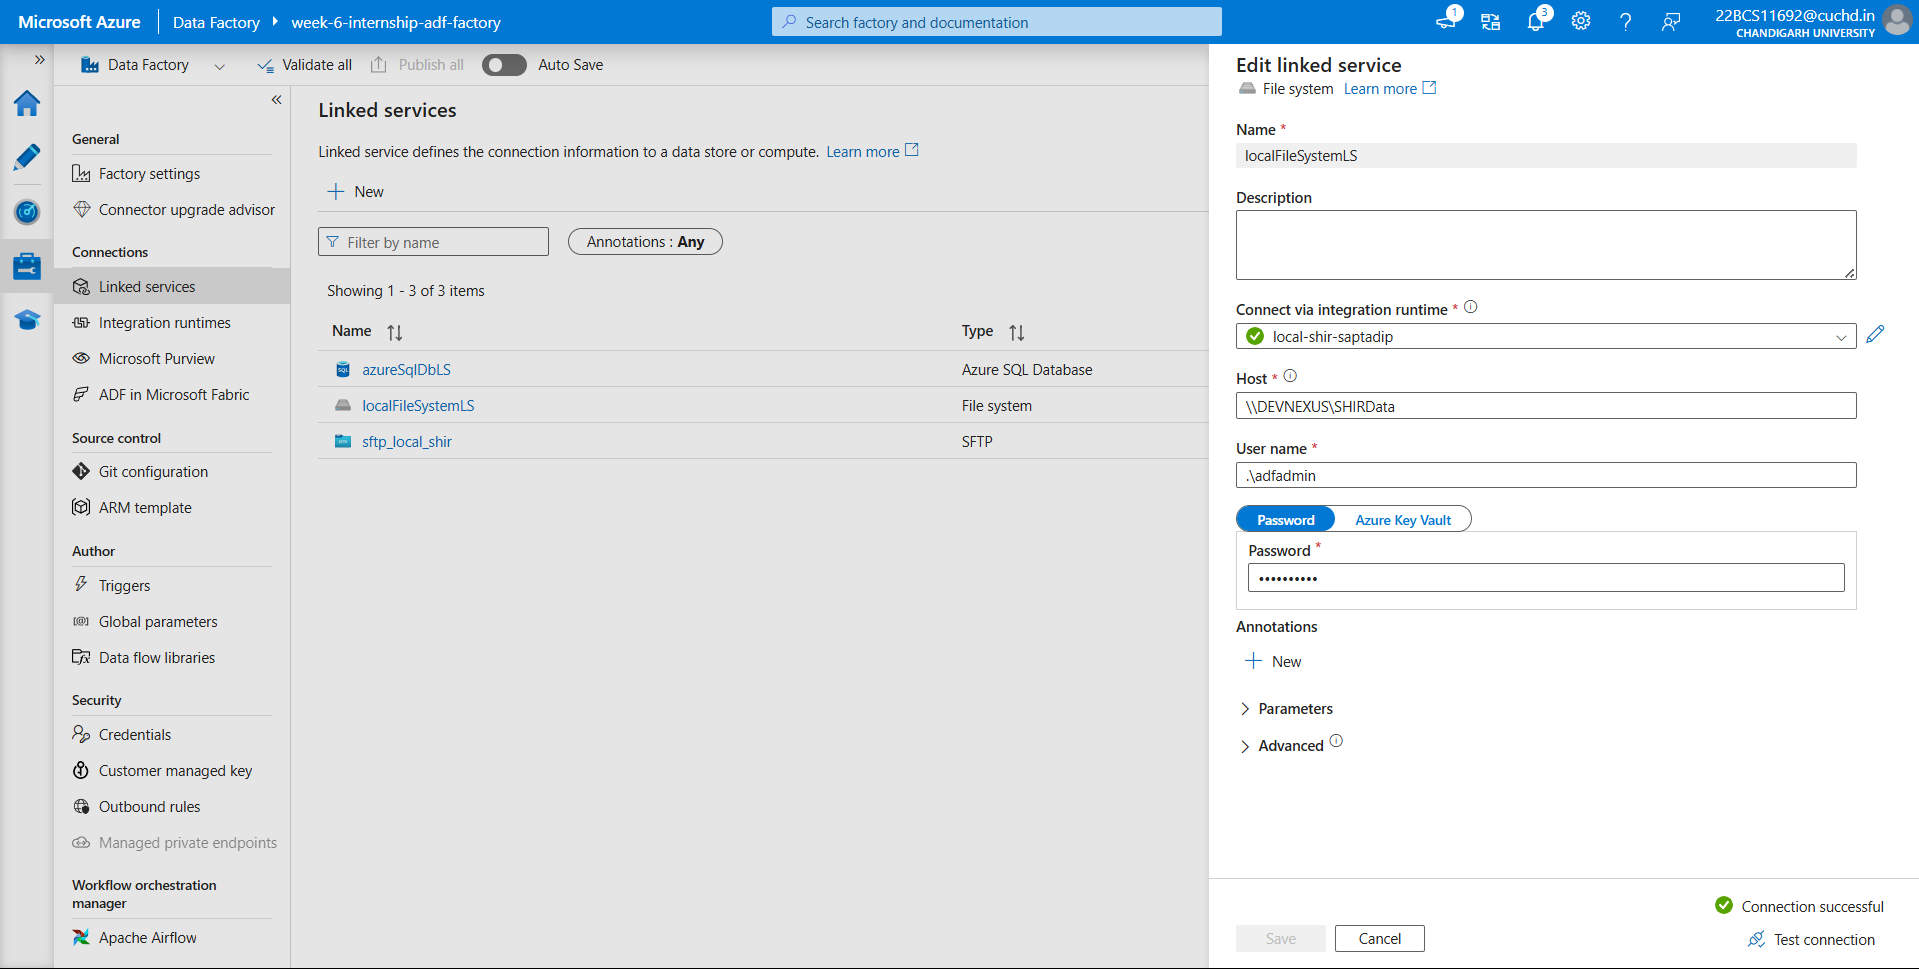 Microsoft Azure
Data Factory
week-6-internship-adf-factory
Search factory and documentation
1
3
22BCS11692@cuchd.in
CHANDIGARH UNIVERSITY
Data Factory
Validate all
Publish all
Auto Save
General
Factory settings
Connector upgrade advisor
Connections
Linked services
Integration runtimes
Microsoft Purview
ADF in Microsoft Fabric
Source control
Git configuration
ARM template
Author
Triggers
Global parameters
Data flow libraries
Security
Credentials
Customer managed key
Outbound rules
Managed private endpoints
Workflow orchestration
manager
Apache Airflow
Linked services
Linked service defines the connection information to a data store or compute. Learn more
New
Filter by name
Annotations : Any
Showing 1 - 3 of 3 items
Name Type
azureSqlDbLS Azure SQL Database
localFileSystemLS File system
sftp_local_shir SFTP
Edit linked service
File system Learn more
Name *
localFileSystemLS
Description
Connect via integration runtime *
local-shir-saptadip
Host *
\\DEVNEXUS\SHIRData
User name *
.\adfadmin
Password Azure Key Vault
Password *
••••••••••
Annotations
New
Parameters
Advanced
Connection successful
Save Cancel Test connection